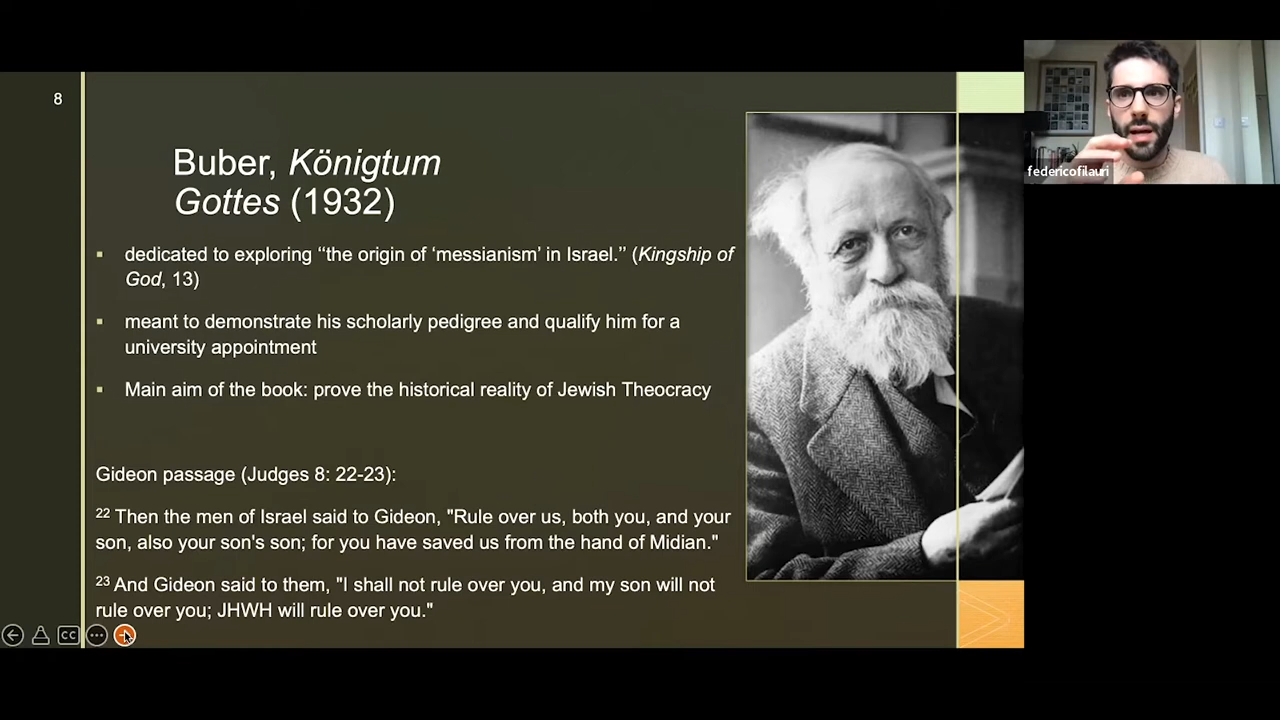 8
Buber, Königtum
Gottes (1932)
▪ dedicated to exploring “the origin of ‘messianism’ in Israel.” (Kingship of
God, 13)
▪ meant to demonstrate his scholarly pedigree and qualify him for a
university appointment
▪ Main aim of the book: prove the historical reality of Jewish Theocracy
Gideon passage (Judges 8: 22-23):
22 Then the men of Israel said to Gideon, "Rule over us, both you, and your
son, also your son's son; for you have saved us from the hand of Midian."
23 And Gideon said to them, "I shall not rule over you, and my son will not
rule over you; JHWH will rule over you."
CC
federicofilauri